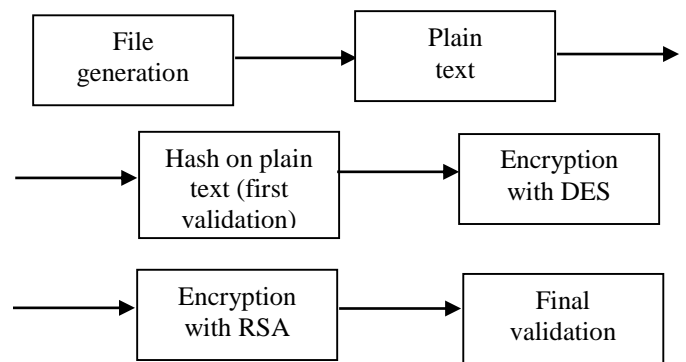 File
generation
Plain
text
Hash on plain
text (first
validation)
Encryption
with DES
Encryption
with RSA
Final
validation